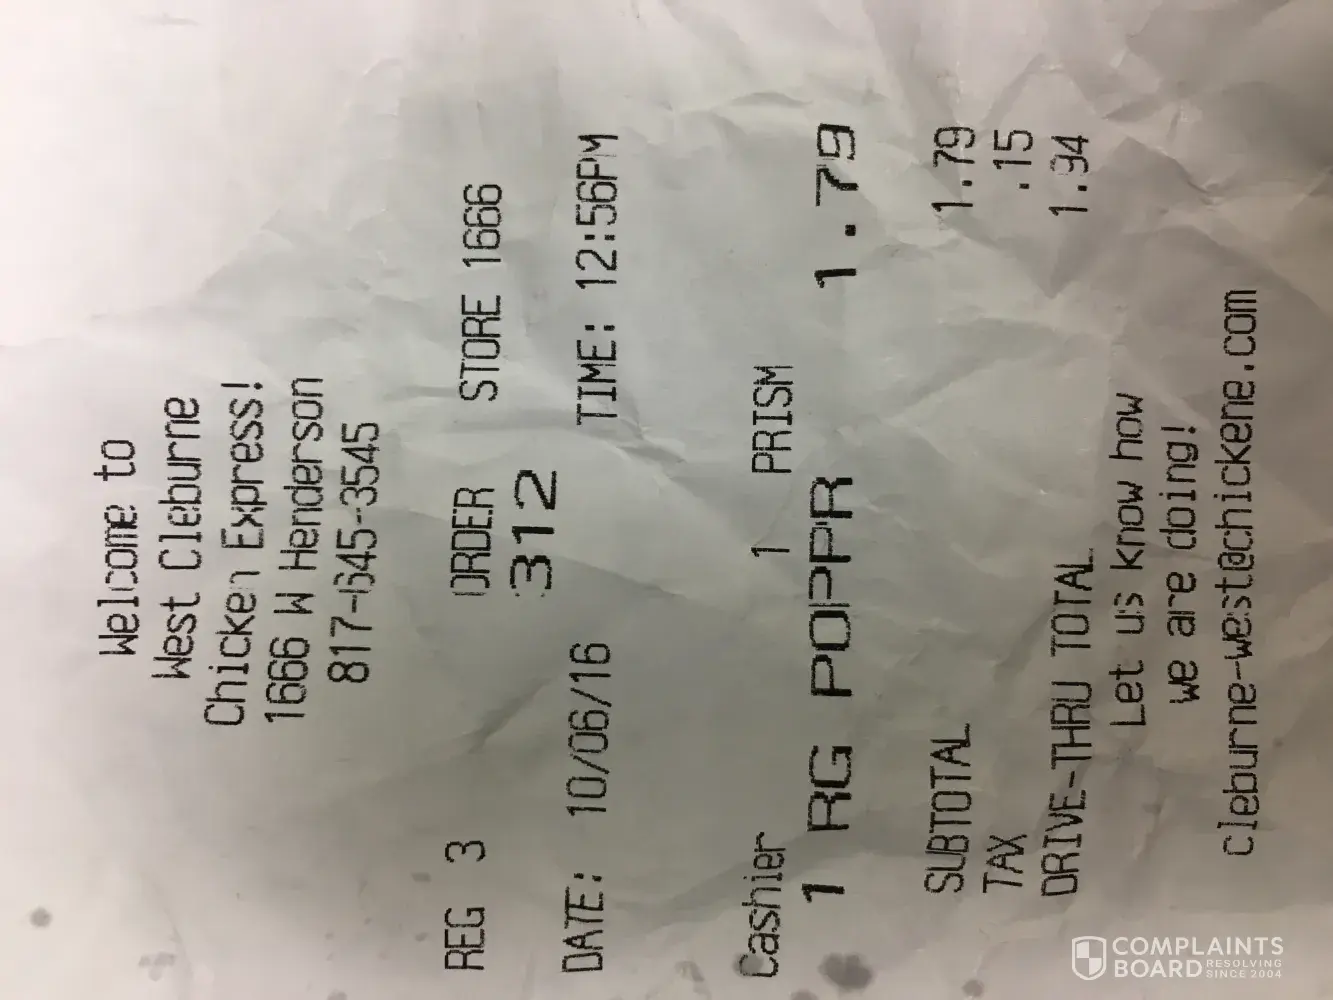 Welcome to
West Cleburne
Chicken Express!
1666 W Henderson
817-645-3545
REG 3 ORDER STORE 1666
312
DATE: 10/06/16 TIME: 12:56PM
Cashier 1 PRISM
1 RG POPPR 1.79
SUBTOTAL 1.79
TAX .15
DRIVE-THRU TOTAL 1.94
Let us know how
we are doing!
cleburne-west@chickene.com
COMPLAINTS
BOARD RESOLVING
SINCE 2004